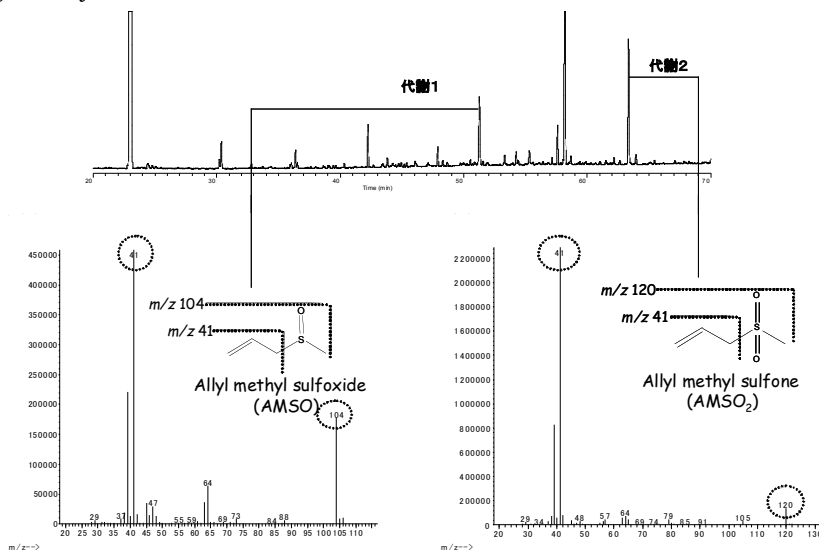 代謝1
代謝2
20 30 40 50 60 70
Time (min)
450000
400000
350000
300000
250000
200000
150000
100000
50000
0
41
m/z 104
m/z 41
O
S
Allyl methyl sulfoxide
(AMSO)
104
29 37 47 55 59 64 69 73 84 88
20 25 30 35 40 45 50 55 60 65 70 75 80 85 90 95 100 105 110
m/z-->
2200000
2000000
1800000
1600000
1400000
1200000
1000000
800000
600000
400000
200000
0
41
m/z 120
m/z 41
O
S
O
Allyl methyl sulfone
(AMSO2)
120
29 34 48 57 64 69 74 79 85 91 105
20 30 40 50 60 70 80 90 100 110 120 130
m/z-->